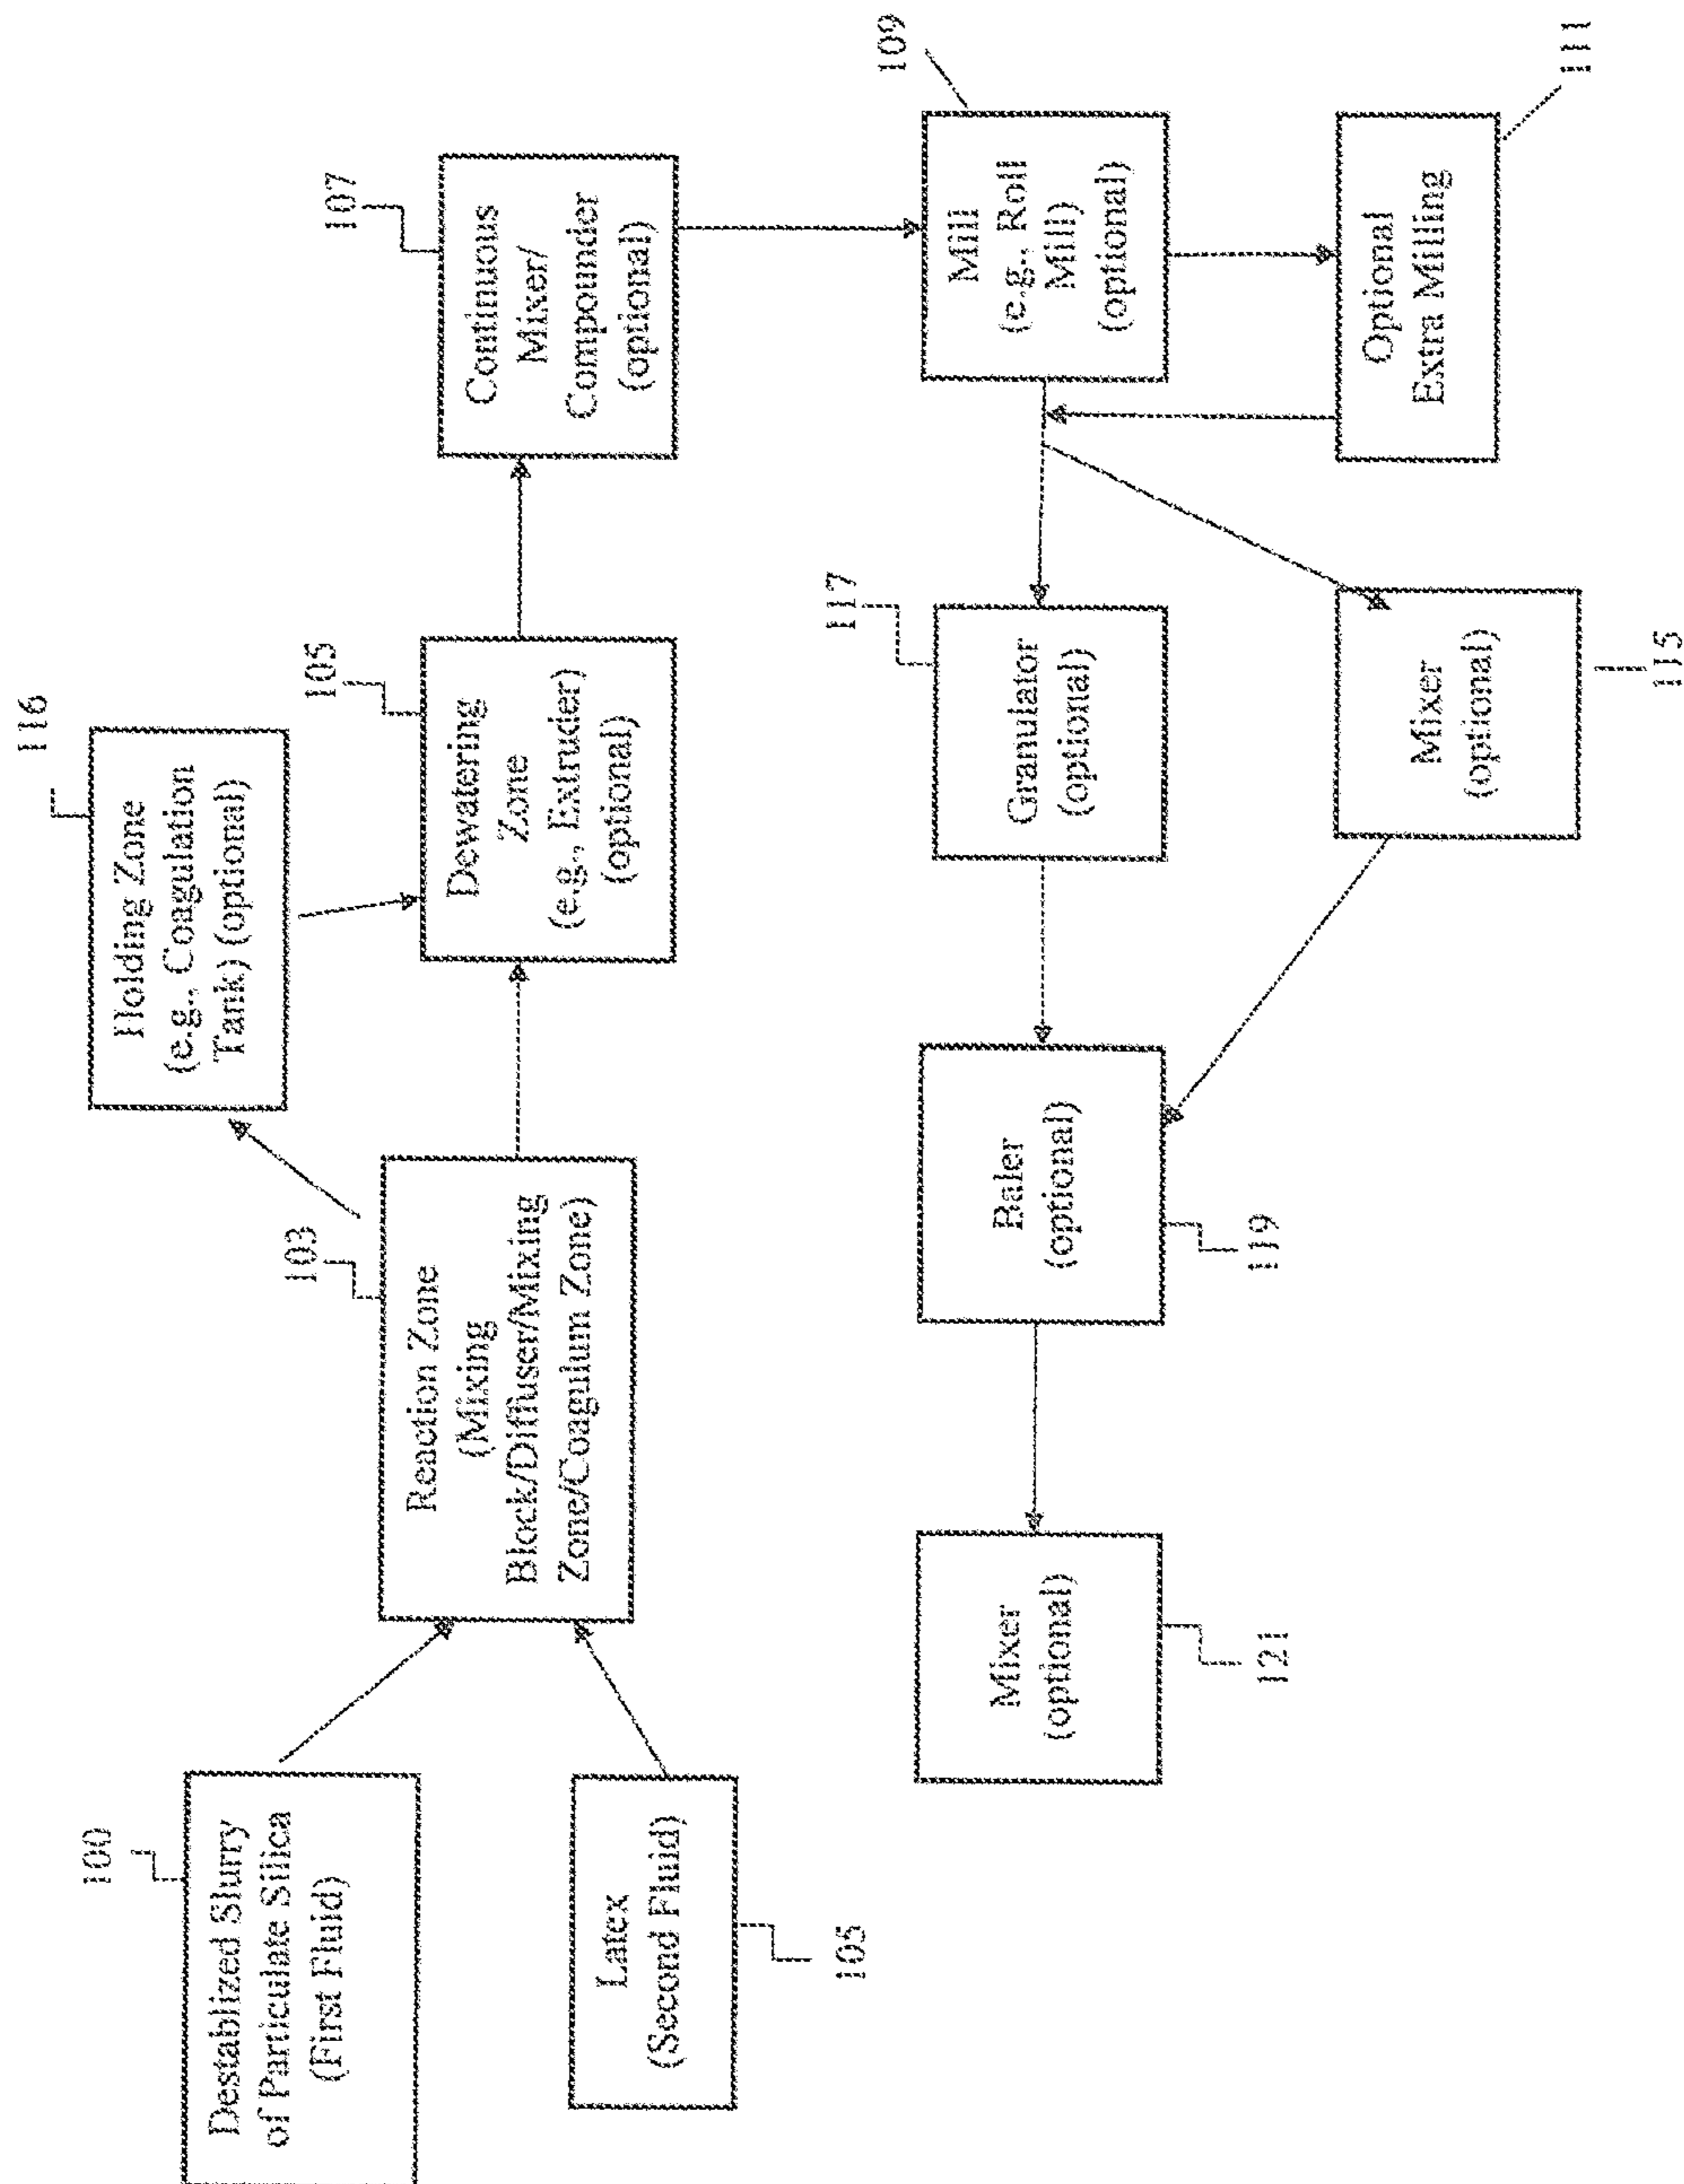 100
Destablized Slurry
of Particulate Silica
(First Fluid)
Latex
(Second Fluid)
105
103
Reaction Zone
(Mixing
Block/Diffuser/Mixing
Zone/Coagulum Zone)
116
Holding Zone
(e.g., Coagulation
Tank) (optional)
105
Dewatering
Zone
(e.g., Extruder)
(optional)
107
Continuous
Mixer/
Compounder
(optional)
109
Mill
(e.g., Roll
Mill)
(optional)
Optional
Extra Milling
111
117
Granulator
(optional)
Mixer
(optional)
115
Baler
(optional)
119
Mixer
(optional)
121